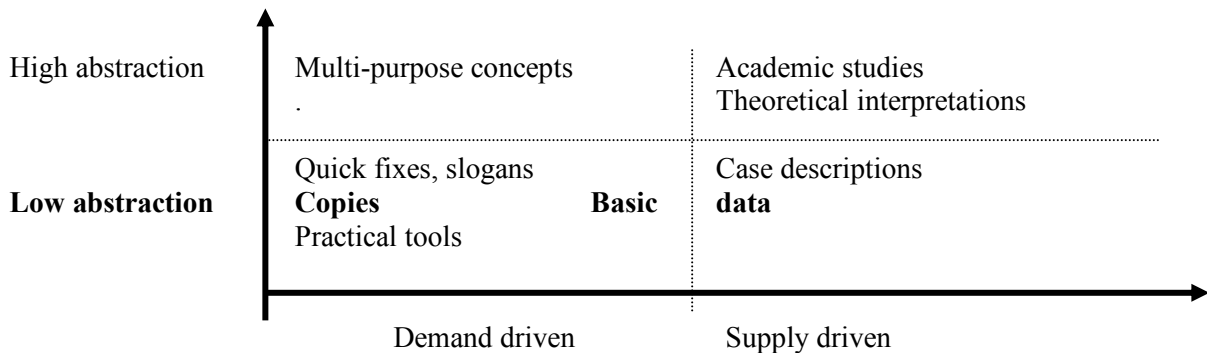 High abstraction Multi-purpose concepts Academic studies
. Theoretical interpretations
Quick fixes, slogans Case descriptions
Low abstraction Copies Basic data
Practical tools
Demand driven Supply driven